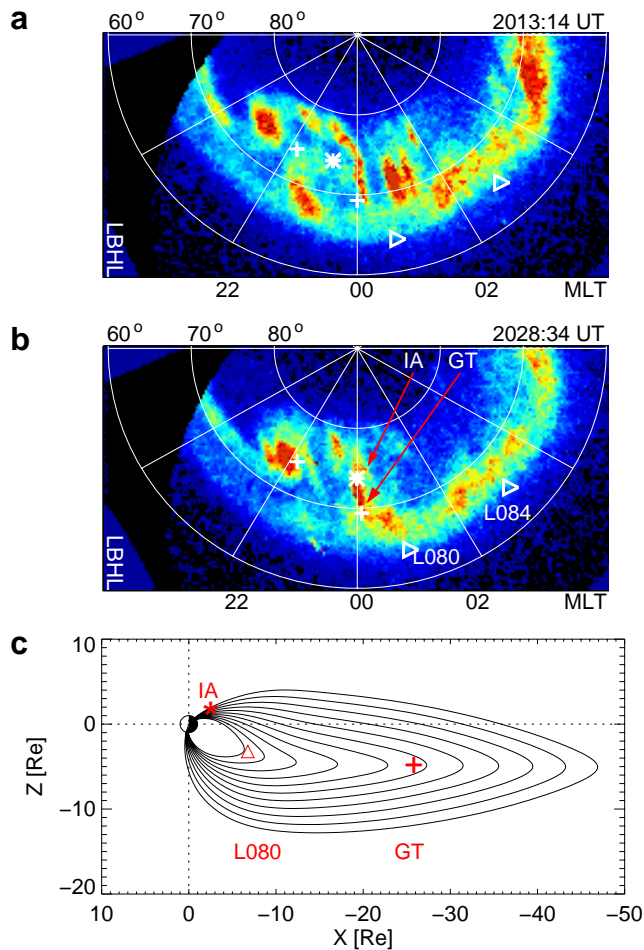 a
60° 70° 80° 2013:14 UT
LBHL
22 00 02 MLT
b
60° 70° 80° 2028:34 UT
IA GT
L084
L080
LBHL
22 00 02 MLT
c
10
0
-10
-20
Z [Re]
IA
L080 GT
10 0 -10 -20 -30 -40 -50
X [Re]